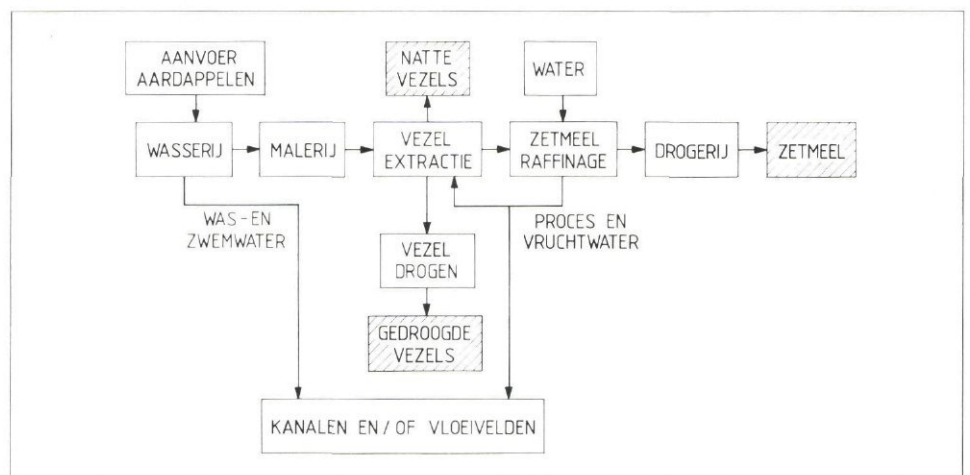 AANVOER
AARDAPPELEN
NATTE
VEZELS
WATER
WASSERIJ
MALERIJ
VEZEL
EXTRACTIE
ZETMEEL
RAFFINAGE
DROGERIJ
ZETMEEL
WAS-EN
ZWEMWATER
PROCES EN
VRUCHTWATER
VEZEL
DROGEN
GEDROOGDE
VEZELS
KANALEN EN/OF VLOEIVELDEN